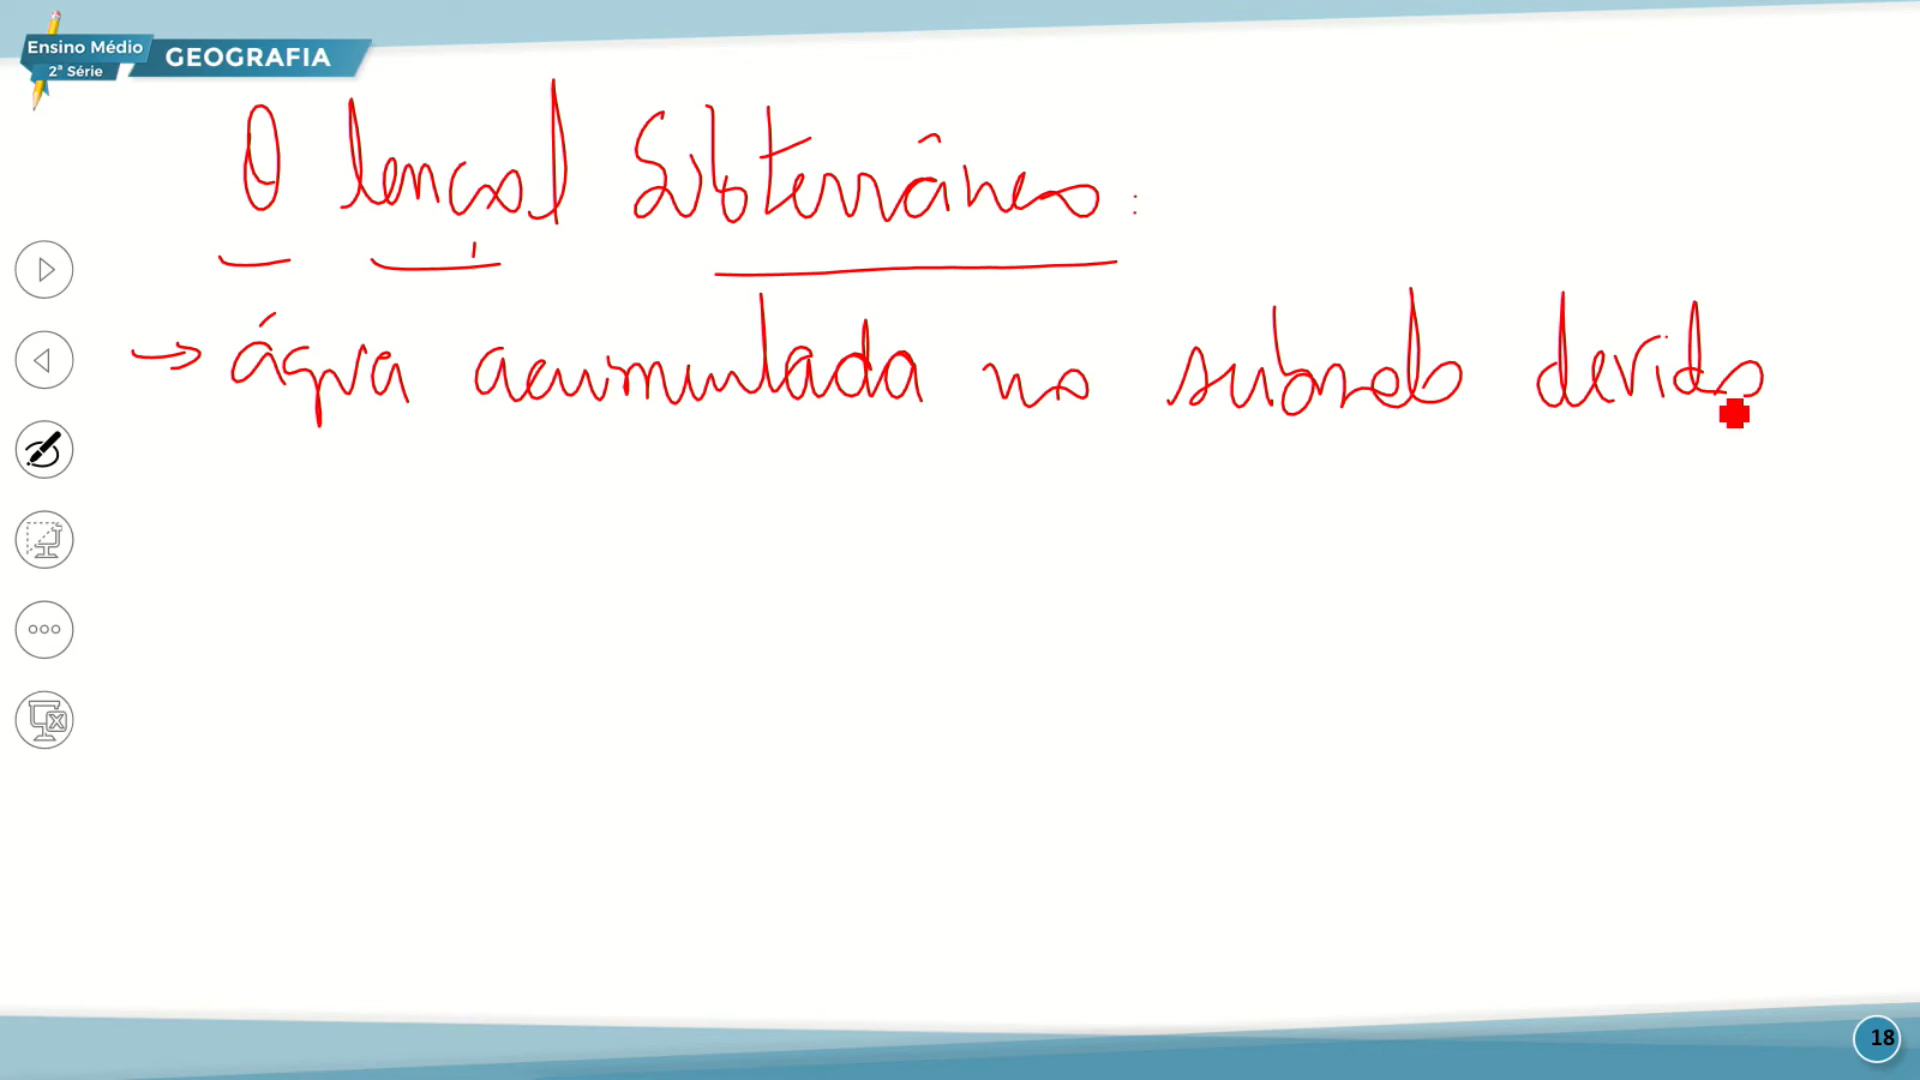 Ensino Médio
2ª Série
GEOGRAFIA
O lençol Subterrâneo:
→ água acumulada no subsolo devido
18